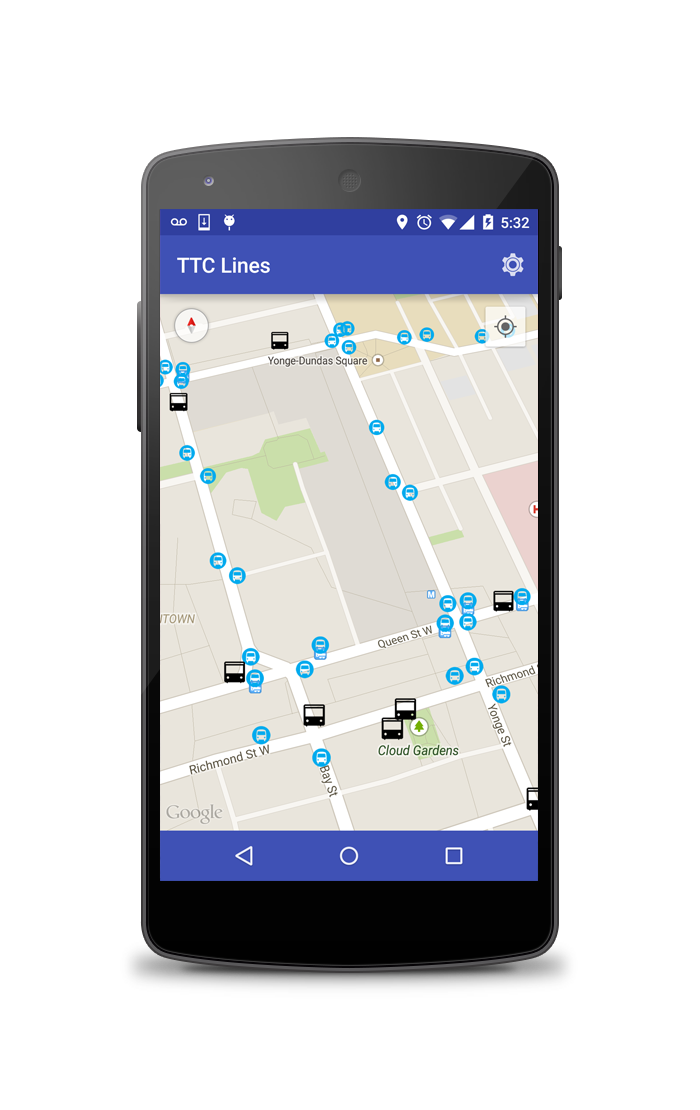 5:32
TTC Lines
Yonge-Dundas Square
H
NTOWN
M
Queen St W
Richmond S
Yonge St
Cloud Gardens
Richmond St W
Bay St
Google